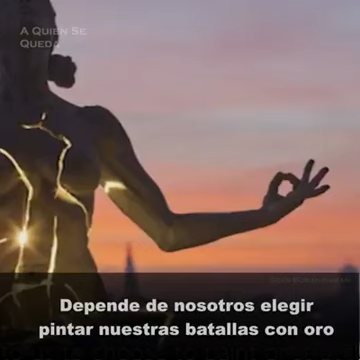 A Quien Se
Queda
Depende de nosotros elegir
pintar nuestras batallas con oro